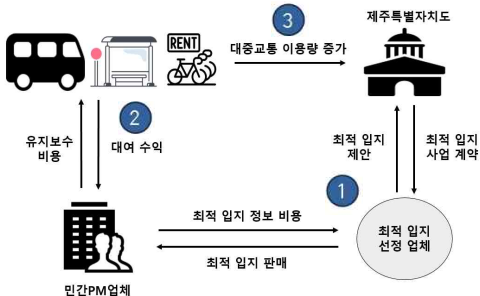 3
제주특별자치도
RENT
대중교통 이용량 증가
2
유지보수
비용
대여 수익
최적 입지
제안
최적 입지
사업 계약
1
최적 입지 정보 비용
최적 입지
선정 업체
최적 입지 판매
민간PM업체